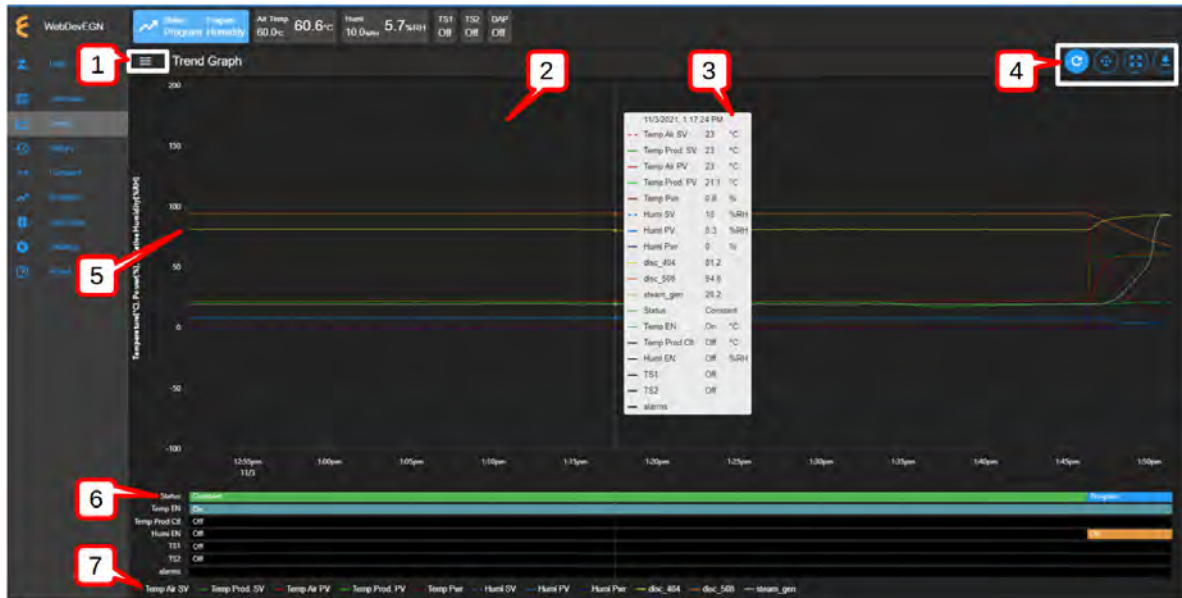 WebDevEGN
Status: Program: Air Temp 60.6°C Humi 5.7%RH TS1 TS2 OAP
Program Humidity 60.0°C 10.0%RH Off Off Off
1
Trend Graph
2
3
4
200
150
100
50
0
-50
-100
Temperature(°C), Power(%), Relative Humidity(%RH)
11/3/2021, 1:17:24 PM
Temp Air SV 23 °C
Temp Prod. SV 23 °C
Temp Air PV 23 °C
Temp Prod. PV 21.1 °C
Temp Pwr 0.8 %
Humi SV 10 %RH
Humi PV 8.3 %RH
Humi Pwr 0 %
disc_404 81.2
disc_508 94.6
steam_gen 20.2
Status Constant
Temp EN On °C
Temp Prod Ctl Off °C
Humi EN Off %RH
TS1 Off
TS2 Off
alarms
5
12:55pm 1:00pm 1:05pm 1:10pm 1:15pm 1:20pm 1:25pm 1:30pm 1:35pm 1:40pm 1:45pm 1:50pm
11/3
6
Status Constant Program
Temp EN On
Temp Prod Ctl Off
Humi EN Off On
TS1 Off
TS2 Off
alarms
7
Temp Air SV Temp Prod. SV Temp Air PV Temp Prod. PV Temp Pwr Humi SV Humi PV Humi Pwr disc_404 disc_508 steam_gen